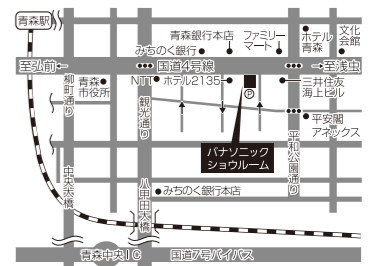 青森駅
青森銀行本店
みちのく銀行
ファミリー
マート
ホテル
青森
文化
会館
至弘前←
国道4号線
→至浅虫
柳町通り
青森
市役所
NTT
ホテル2135
P
三井住友
海上ビル
観光通り
平安閣
アネックス
平和公園通り
パナソニック
ショウルーム
中央大橋
八甲田大橋
みちのく銀行本店
青森中央IC
国道7号バイパス